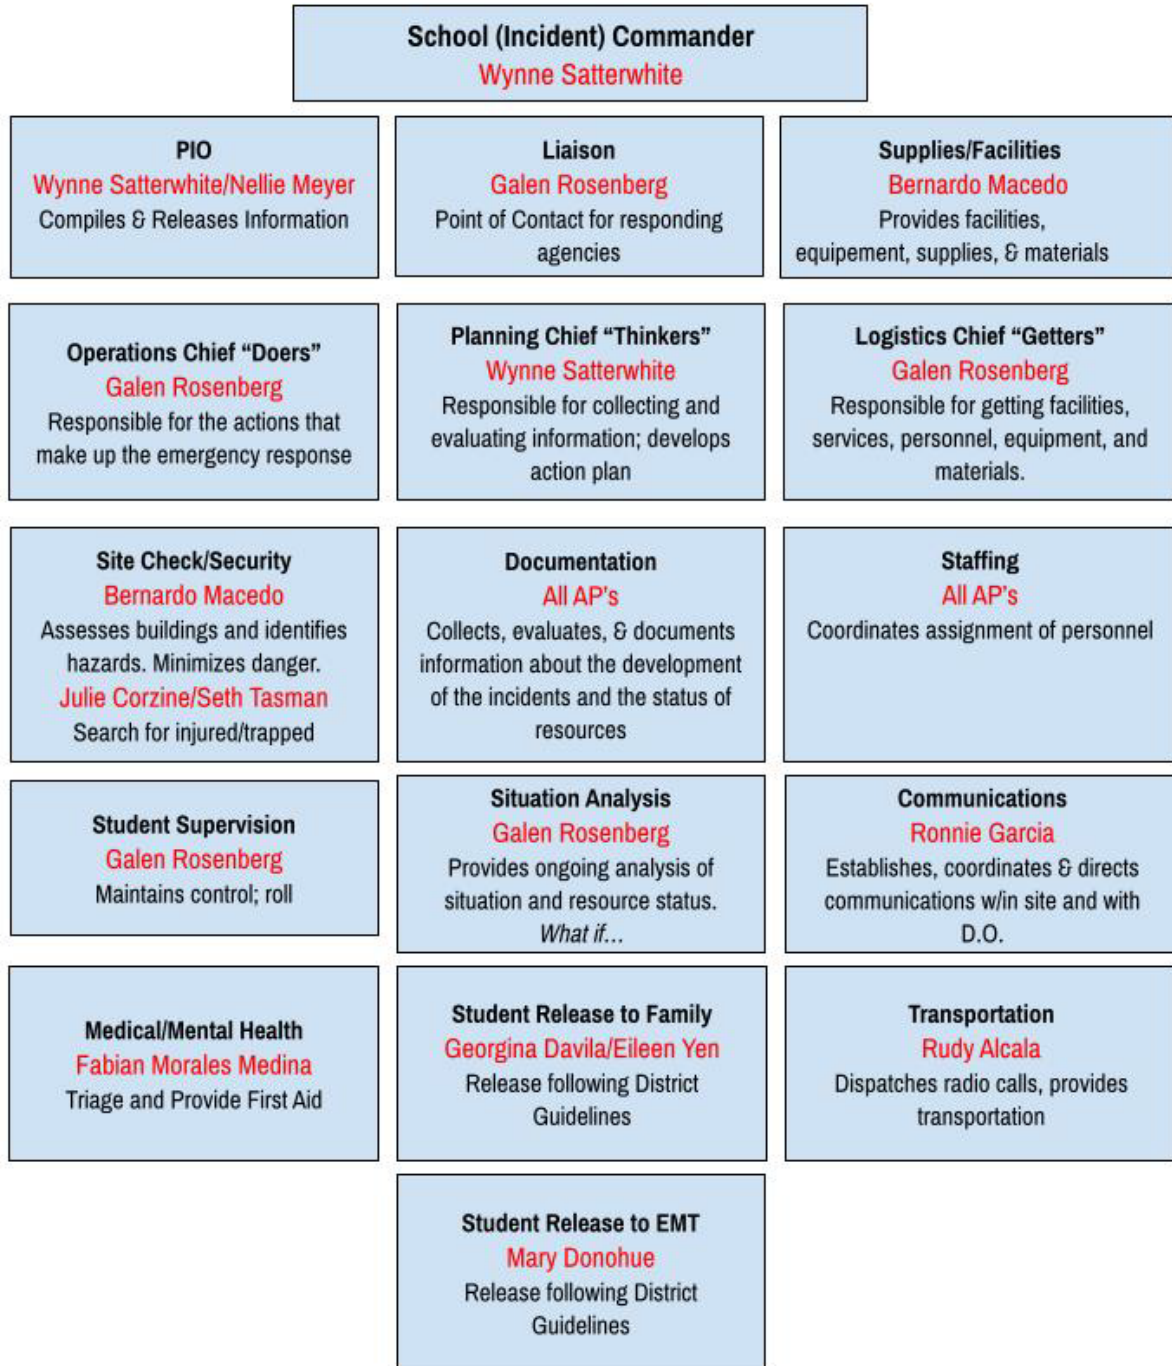 School (Incident) Commander
Wynne Satterwhite
PIO
Wynne Satterwhite/Nellie Meyer
Compiles & Releases Information
Liaison
Galen Rosenberg
Point of Contact for responding
agencies
Supplies/Facilities
Bernardo Macedo
Provides facilities,
equipement, supplies, & materials
Operations Chief “Doers”
Galen Rosenberg
Responsible for the actions that
make up the emergency response
Planning Chief “Thinkers”
Wynne Satterwhite
Responsible for collecting and
evaluating information; develops
action plan
Logistics Chief “Getters”
Galen Rosenberg
Responsible for getting facilities,
services, personnel, equipment, and
materials.
Site Check/Security
Bernardo Macedo
Assesses buildings and identifies
hazards. Minimizes danger.
Julie Corzine/Seth Tasman
Search for injured/trapped
Documentation
All AP’s
Collects, evaluates, & documents
information about the development
of the incidents and the status of
resources
Staffing
All AP’s
Coordinates assignment of personnel
Student Supervision
Galen Rosenberg
Maintains control; roll
Situation Analysis
Galen Rosenberg
Provides ongoing analysis of
situation and resource status.
What if…
Communications
Ronnie Garcia
Establishes, coordinates & directs
communications w/in site and with
D.O.
Medical/Mental Health
Fabian Morales Medina
Triage and Provide First Aid
Student Release to Family
Georgina Davila/Eileen Yen
Release following District
Guidelines
Transportation
Rudy Alcala
Dispatches radio calls, provides
transportation
Student Release to EMT
Mary Donohue
Release following District
Guidelines